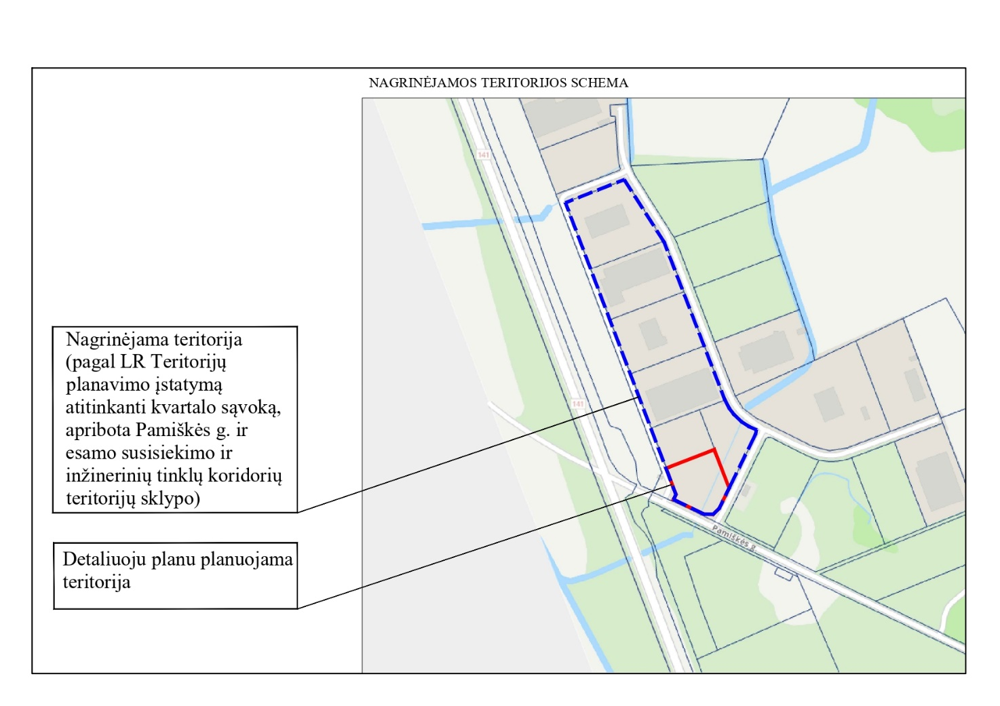 NAGRINĖJAMOS TERITORIJOS SCHEMA
141
Nagrinėjama teritorija
(pagal LR Teritorijų
planavimo įstatymą
atitinkanti kvartalo sąvoką,
apribota Pamiškės g. ir
esamo susisiekimo ir
inžinerinių tinklų koridorių
teritorijų sklypo)
141
Pamiškės g.
Detaliuoju planu planuojama
teritorija